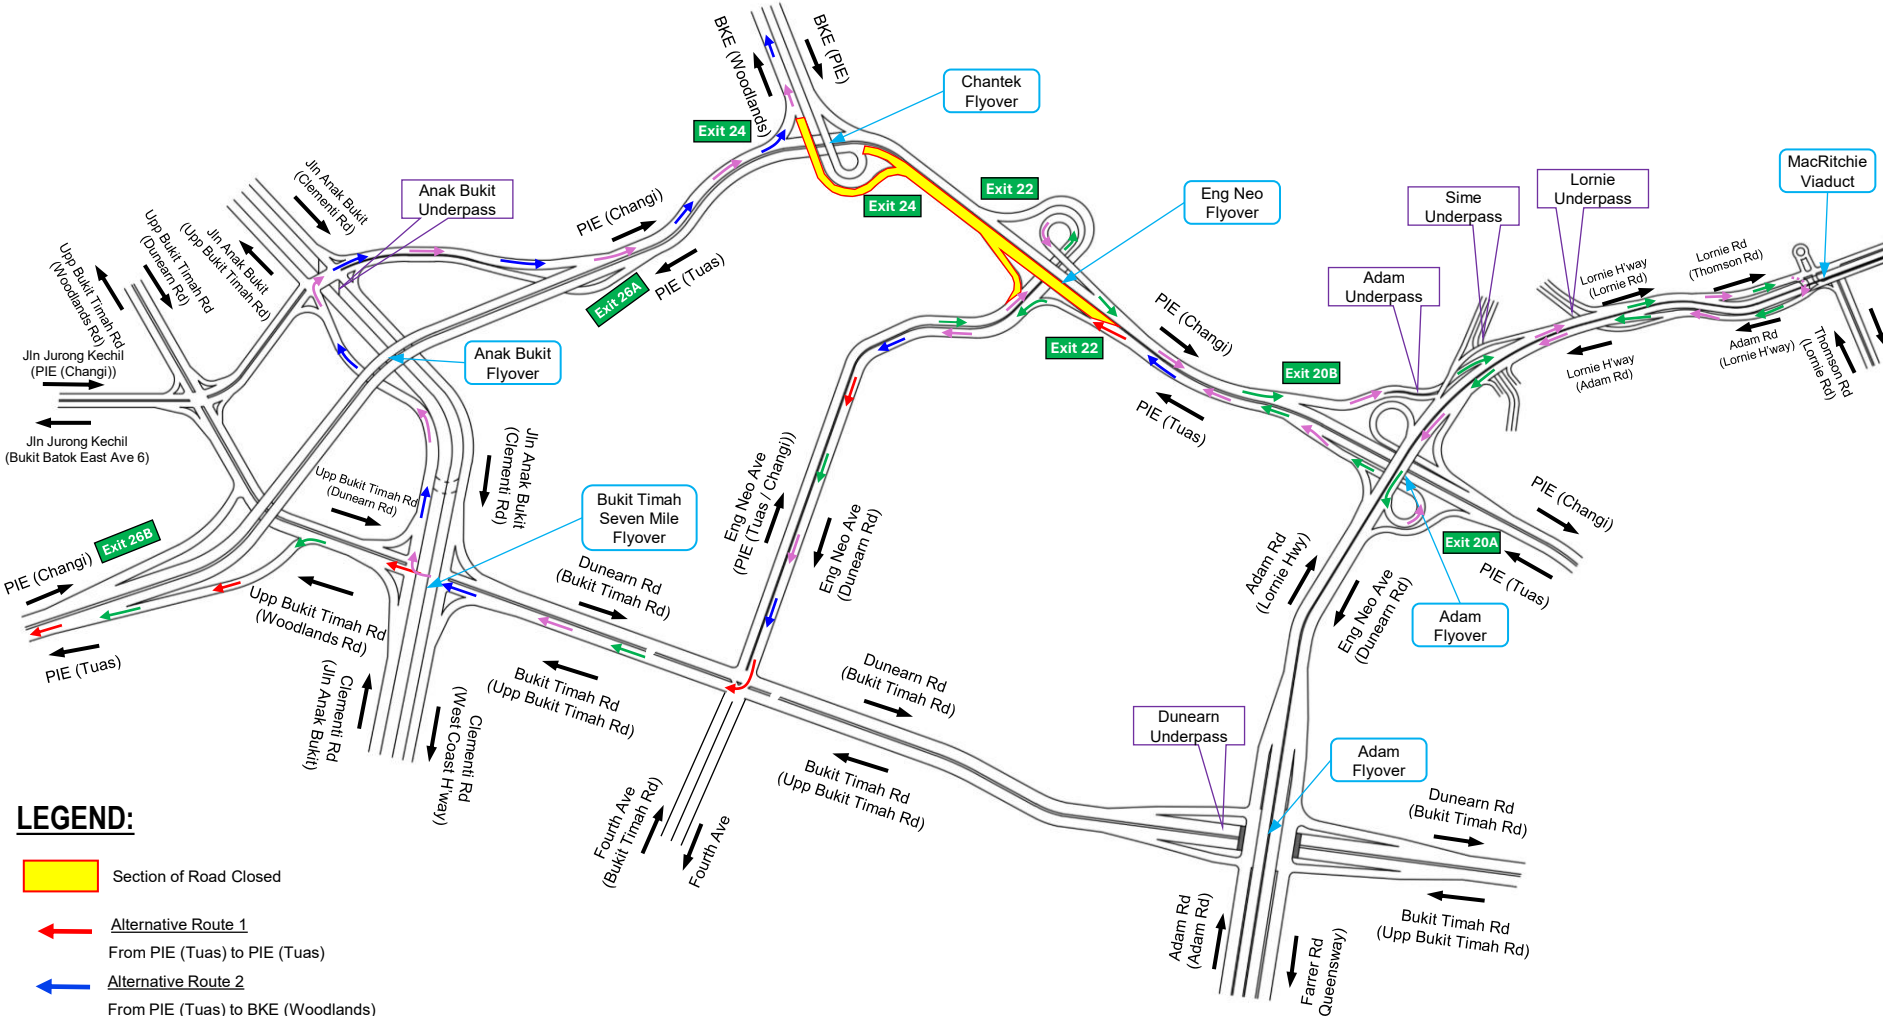 BKE (Woodlands)
BKE (PIE)
Chantek
Flyover
Exit 24
Exit 24
Exit 22
Eng Neo
Flyover
MacRitchie
Viaduct
Lornie
Underpass
Sime
Underpass
Adam
Underpass
Jln Anak Bukit
(Clementi Rd)
Anak Bukit
Underpass
PIE (Changi)
PIE (Tuas)
Exit 26A
Upp Bukit Timah Rd
(Dunearn Rd)
Jln Anak Bukit
(Upp Bukit Timah Rd)
Upp Bukit Timah Rd
(Woodlands Rd)
Jln Jurong Kechil
(PIE (Changi))
Jln Jurong Kechil
(Bukit Batok East Ave 6)
Anak Bukit
Flyover
Lornie Rd
(Thomson Rd)
Lornie H'way
(Lornie Rd)
Adam Rd
(Lornie H'way)
Lornie H'way
(Adam Rd)
Thomson Rd
(Lornie Rd)
PIE (Changi)
Exit 22
Exit 20B
PIE (Tuas)
Upp Bukit Timah Rd
(Dunearn Rd)
Jln Anak Bukit
(Clementi Rd)
Bukit Timah
Seven Mile
Flyover
Eng Neo Ave
(PIE (Tuas / Changi))
Eng Neo Ave
(Dunearn Rd)
PIE (Changi)
Exit 20A
PIE (Tuas)
Adam Rd
(Lornie Hwy)
Eng Neo Ave
(Dunearn Rd)
Adam
Flyover
Exit 26B
PIE (Changi)
PIE (Tuas)
Upp Bukit Timah Rd
(Woodlands Rd)
Dunearn Rd
(Bukit Timah Rd)
Bukit Timah Rd
(Upp Bukit Timah Rd)
Clementi Rd
(Jln Anak Bukit)
Clementi Rd
(West Coast H'way)
Dunearn Rd
(Bukit Timah Rd)
Bukit Timah Rd
(Upp Bukit Timah Rd)
Fourth Ave
(Bukit Timah Rd)
Fourth Ave
Dunearn
Underpass
Adam
Flyover
Dunearn Rd
(Bukit Timah Rd)
Bukit Timah Rd
(Upp Bukit Timah Rd)
Adam Rd
(Adam Rd)
Farrer Rd
Queensway)
LEGEND:
Section of Road Closed
Alternative Route 1
From PIE (Tuas) to PIE (Tuas)
Alternative Route 2
From PIE (Tuas) to BKE (Woodlands)